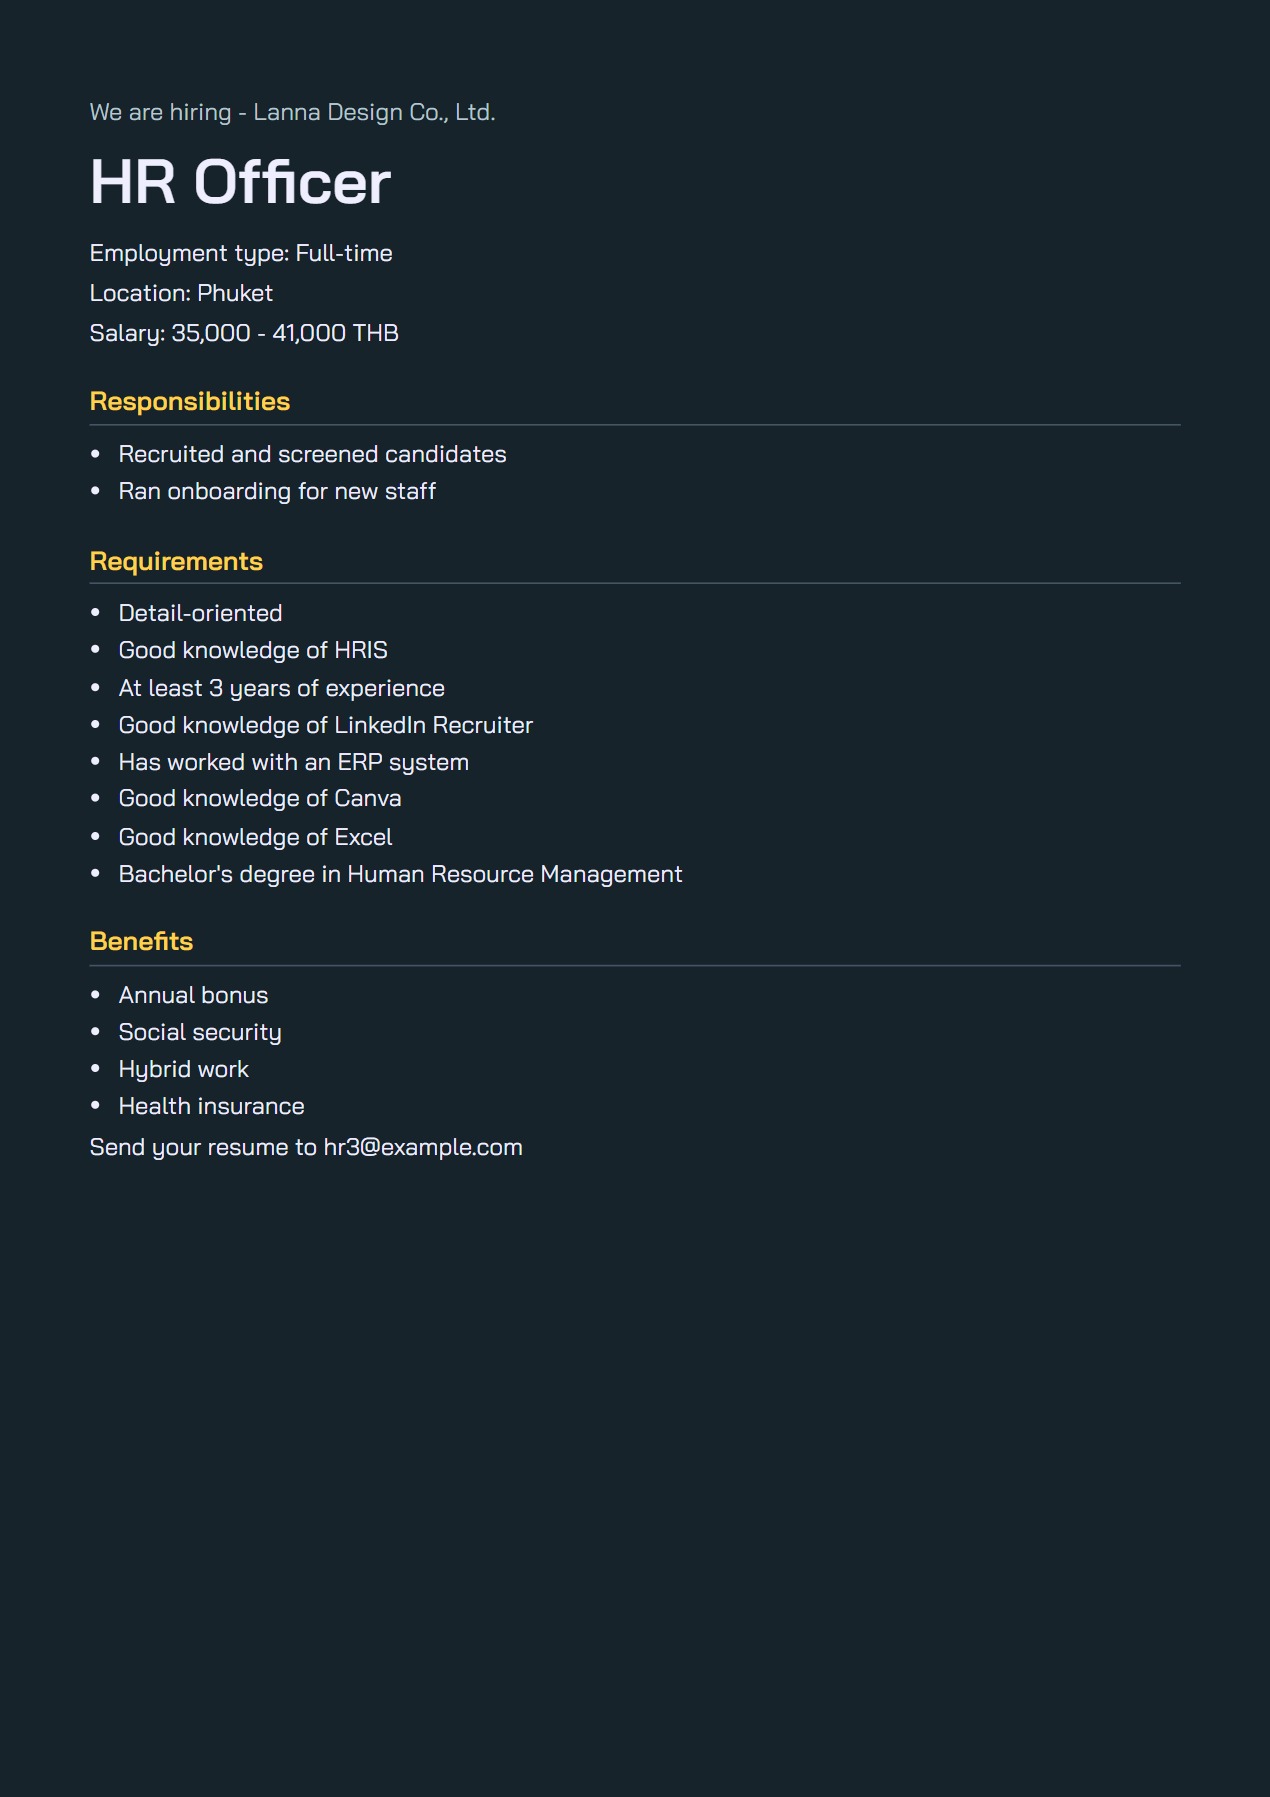 We are hiring - Lanna Design Co., Ltd.
HR Officer
Employment type: Full-time
Location: Phuket
Salary: 35,000 - 41,000 THB
Responsibilities
• Recruited and screened candidates
• Ran onboarding for new staff
Requirements
• Detail-oriented
• Good knowledge of HRIS
• At least 3 years of experience
• Good knowledge of LinkedIn Recruiter
• Has worked with an ERP system
• Good knowledge of Canva
• Good knowledge of Excel
• Bachelor's degree in Human Resource Management
Benefits
• Annual bonus
• Social security
• Hybrid work
• Health insurance
Send your resume to hr3@example.com